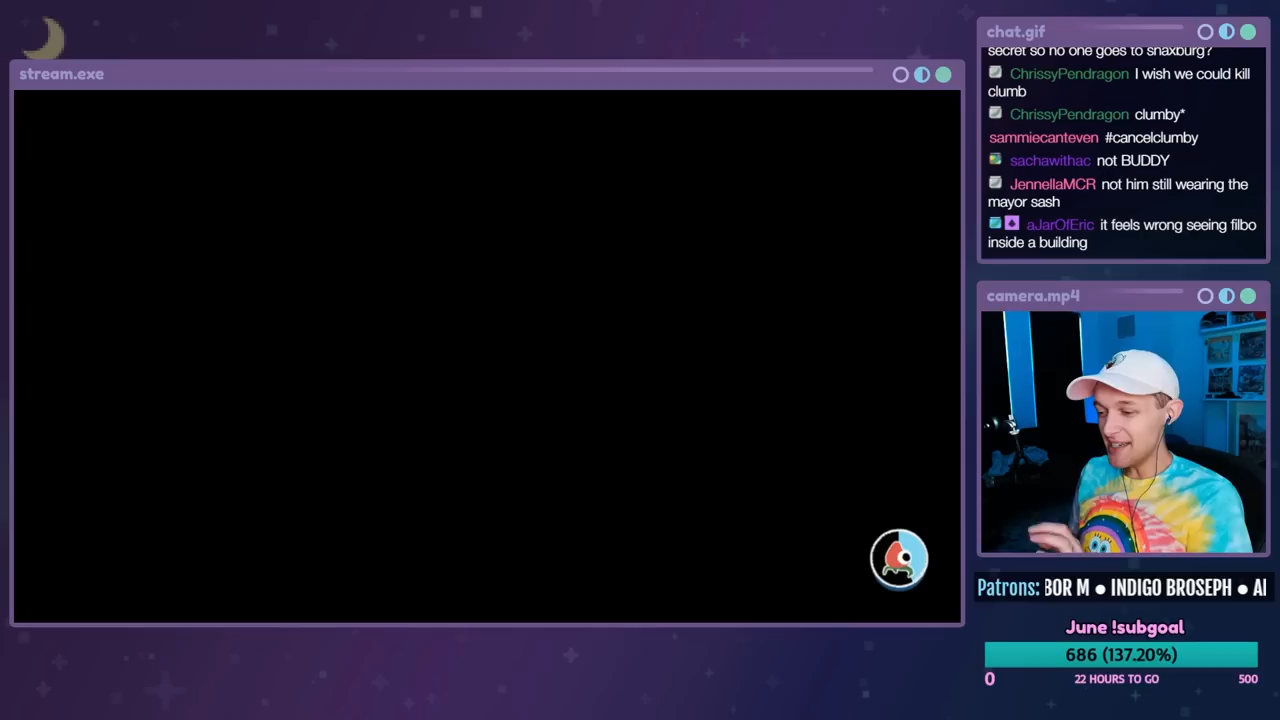 stream.exe
chat.gif
secret so no one goes to snaxburg?
ChrissyPendragon I wish we could kill
clumb
ChrissyPendragon clumby*
sammiecanteven #cancelclumby
sachawithac not BUDDY
JennellaMCR not him still wearing the
mayor sash
aJarOfEric it feels wrong seeing filbo
inside a building
camera.mp4
Patrons: BOR M ● INDIGO BROSEPH ● AI
June !subgoal
686 (137.20%)
0 22 HOURS TO GO 500